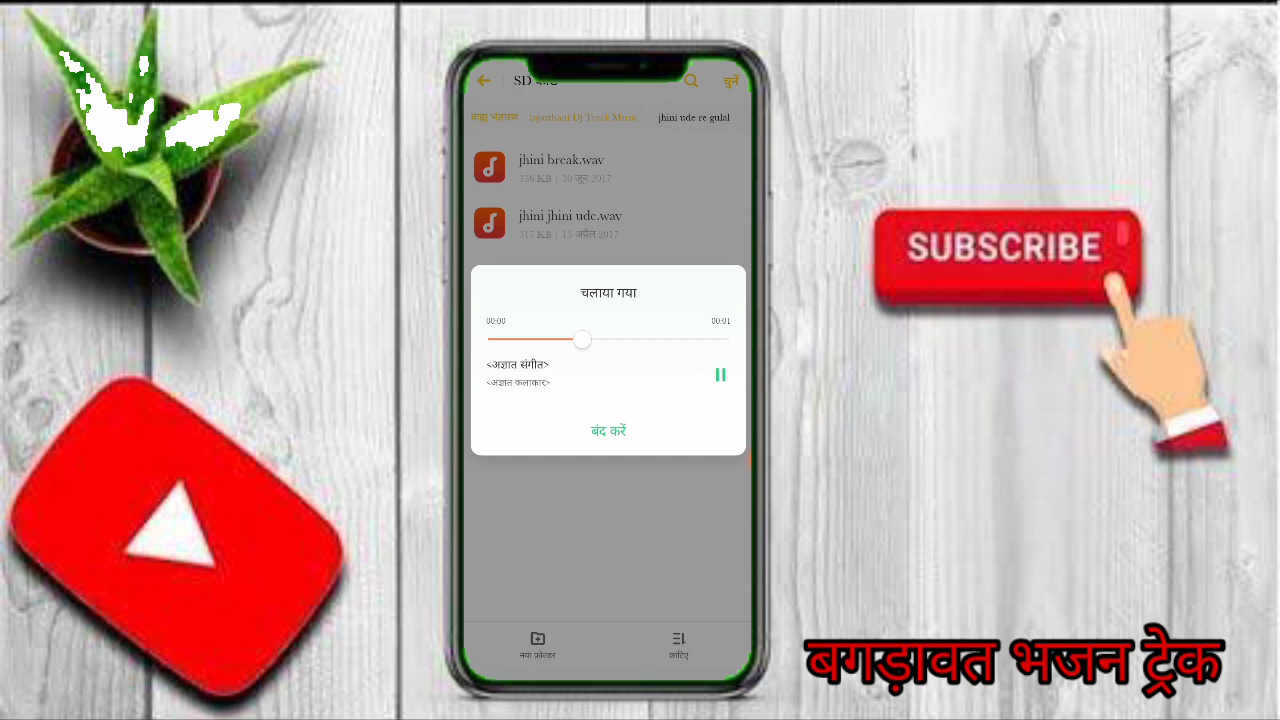 SD कार्ड
चुनें
बाह्य भंडारण
Rajasthani Dj Track Music
jhini ude re gulal
jhini break.wav
336 KB | 30 जून 2017
jhini jhini ude.wav
317 KB | 13 अप्रैल 2017
चलाया गया
00:00
00:01
<अज्ञात संगीत>
<अज्ञात कलाकार>
बंद करें
नया फ़ोल्डर
छांटिए
SUBSCRIBE
बगड़ावत भजन ट्रेक